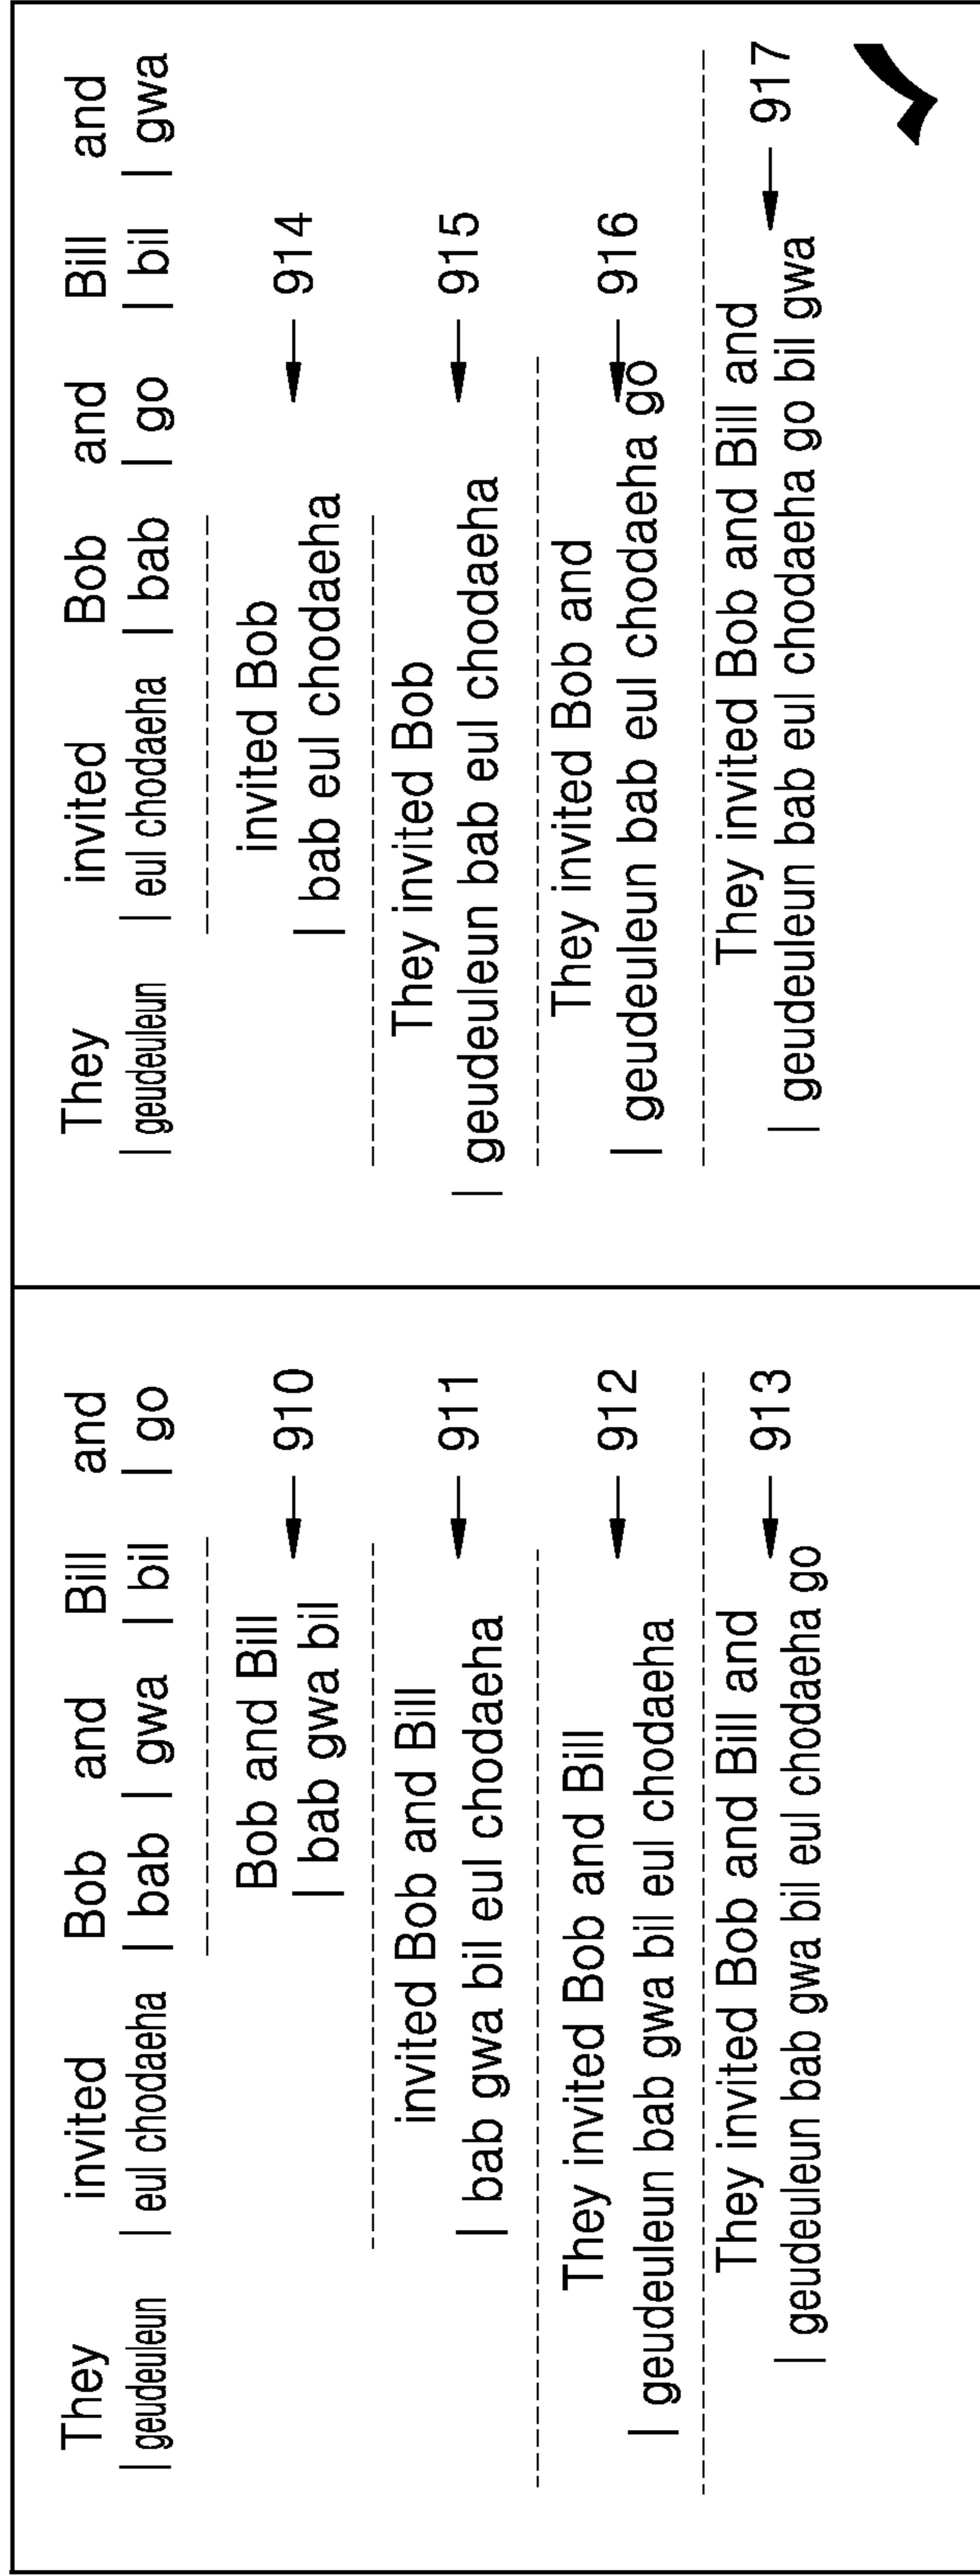 They invited Bob and Bill and
| geudeuleun | eul chodaeha | bab | gwa | bil | go
Bob and Bill
| bab gwa bil
910
invited Bob and Bill
| bab gwa bil eul chodaeha
911
They invited Bob and Bill
| geudeuleun bab gwa bil eul chodaeha
912
They invited Bob and Bill and
| geudeuleun bab gwa bil eul chodaeha go
913
They invited Bob and Bill and
| geudeuleun | eul chodaeha | bab | go | bil | gwa
invited Bob
| bab eul chodaeha
914
They invited Bob
| geudeuleun bab eul chodaeha
915
They invited Bob and
| geudeuleun bab eul chodaeha go
916
They invited Bob and Bill and
| geudeuleun bab eul chodaeha go bil gwa
917